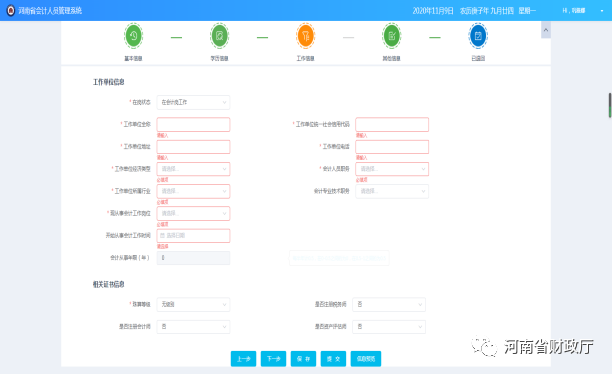 河南省会计人员管理系统
2020年11月9日 农历庚子年 九月廿四 星期一
基本信息 学历信息 工作信息 其他信息 已退回
工作单位信息
* 在岗状态 在会计岗工作
* 工作单位全称 * 工作单位统一社会信用代码
请输入 请输入
* 工作单位地址 * 工作单位电话
请输入 请输入
* 工作单位经济类型 请选择... * 会计人员职务 请选择...
必填项 必填项
* 工作单位所属行业 请选择... 会计专业技术职务 请选择...
必填项
* 现从事会计工作岗位 请选择...
必填项
开始从事会计工作时间 选择日期
请选择
会计从事年限(年)
相关证书信息
* 珠算等级 无级别 是否注册税务师 否
是否注册会计师 否 是否资产评估师 否
上一步 下一步 保 存 提 交 信息预览
河南省财政厅